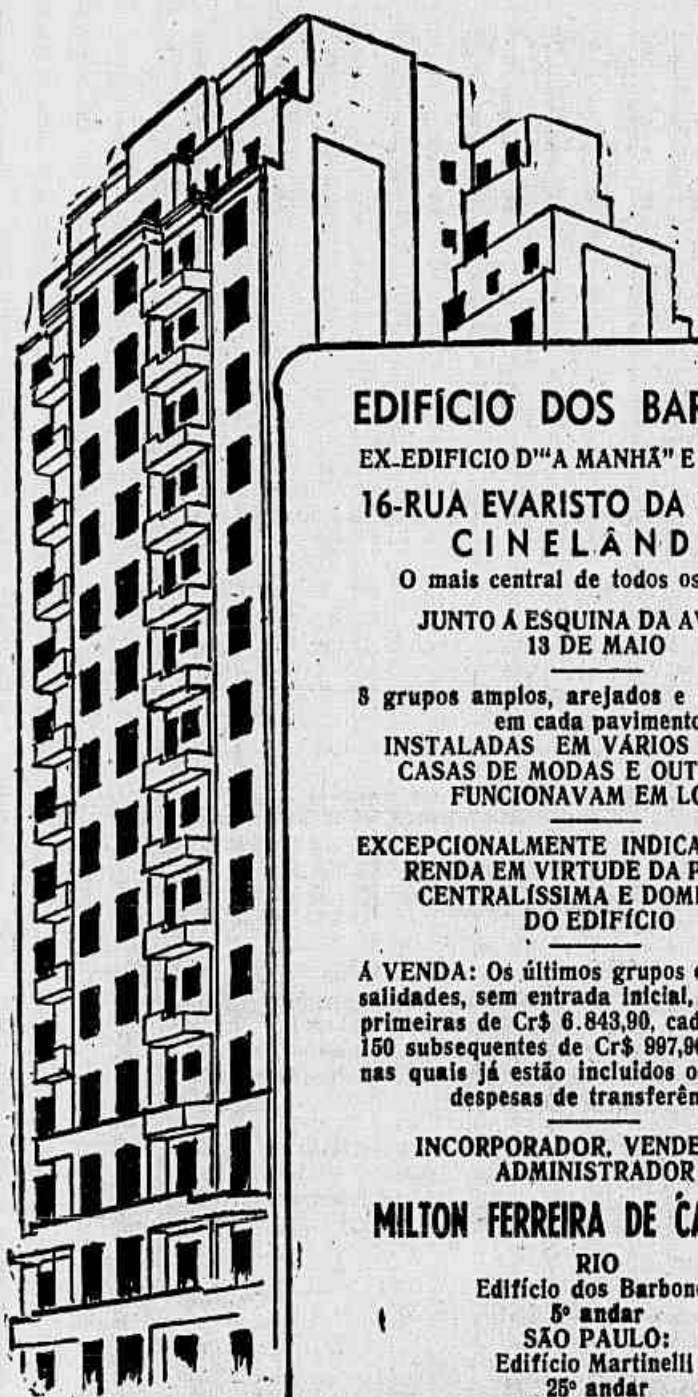 EDIFÍCIO DOS BAR
EX-EDIFICIO D'"A MANHÃ" E
16-RUA EVARISTO DA
CINELÂND
O mais central de todos os
JUNTO Á ESQUINA DA AV
13 DE MAIO
8 grupos amplos, arejados e
em cada pavimento
INSTALADAS EM VÁRIOS
CASAS DE MODAS E OUT
FUNCIONAVAM EM LO
EXCEPCIONALMENTE INDICA
RENDA EM VIRTUDE DA P
CENTRALÍSSIMA E DOMI
DO EDIFÍCIO
Á VENDA: Os últimos grupos
salidades, sem entrada inicial,
primeiras de Cr$ 6.843,90, cad
150 subsequentes de Cr$ 997,90
nas quais já estão incluidos o
despesas de transferên
INCORPORADOR, VENDE
ADMINISTRADOR
MILTON FERREIRA DE CA
RIO
Edifício dos Barbon
5º andar
SÃO PAULO:
Edifício Martinelli
25º andar